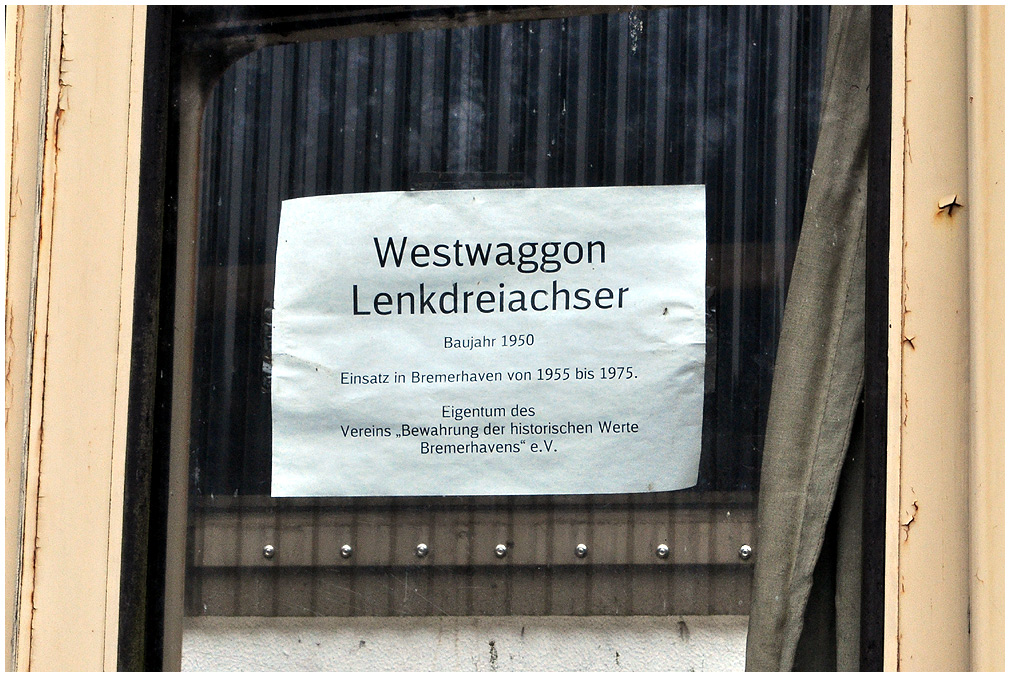 Westwaggon
Lenkdreiachser
Baujahr 1950
Einsatz in Bremerhaven von 1955 bis 1975.
Eigentum des
Vereins „Bewahrung der historischen Werte
Bremerhavens“ e.V.